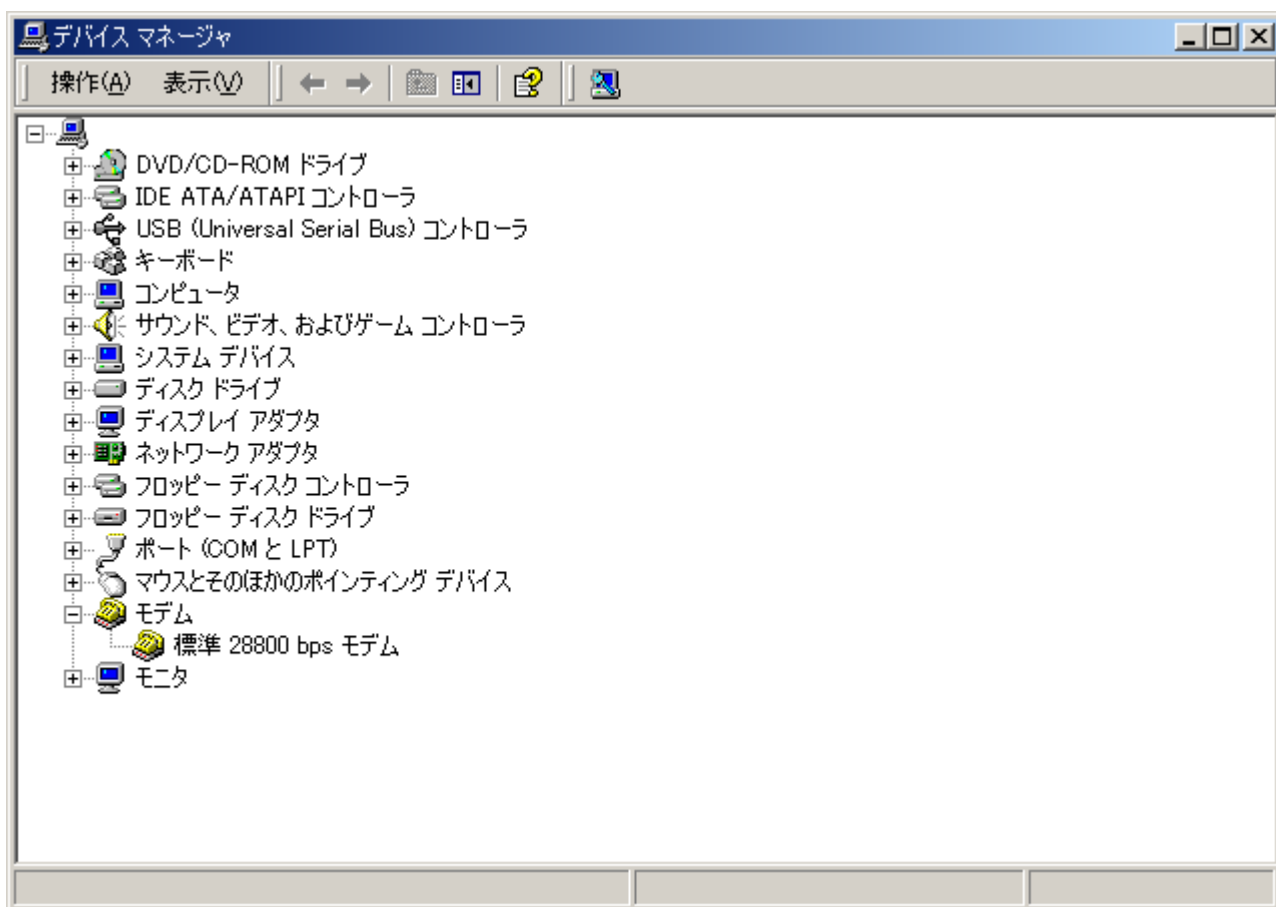 デバイス マネージャ
操作(A) 表示(V)
DVD/CD-ROM ドライブ
IDE ATA/ATAPI コントローラ
USB (Universal Serial Bus) コントローラ
キーボード
コンピュータ
サウンド、ビデオ、およびゲーム コントローラ
システム デバイス
ディスク ドライブ
ディスプレイ アダプタ
ネットワーク アダプタ
フロッピー ディスク コントローラ
フロッピー ディスク ドライブ
ポート (COM と LPT)
マウスとそのほかのポインティング デバイス
モデム
標準 28800 bps モデム
モニタ